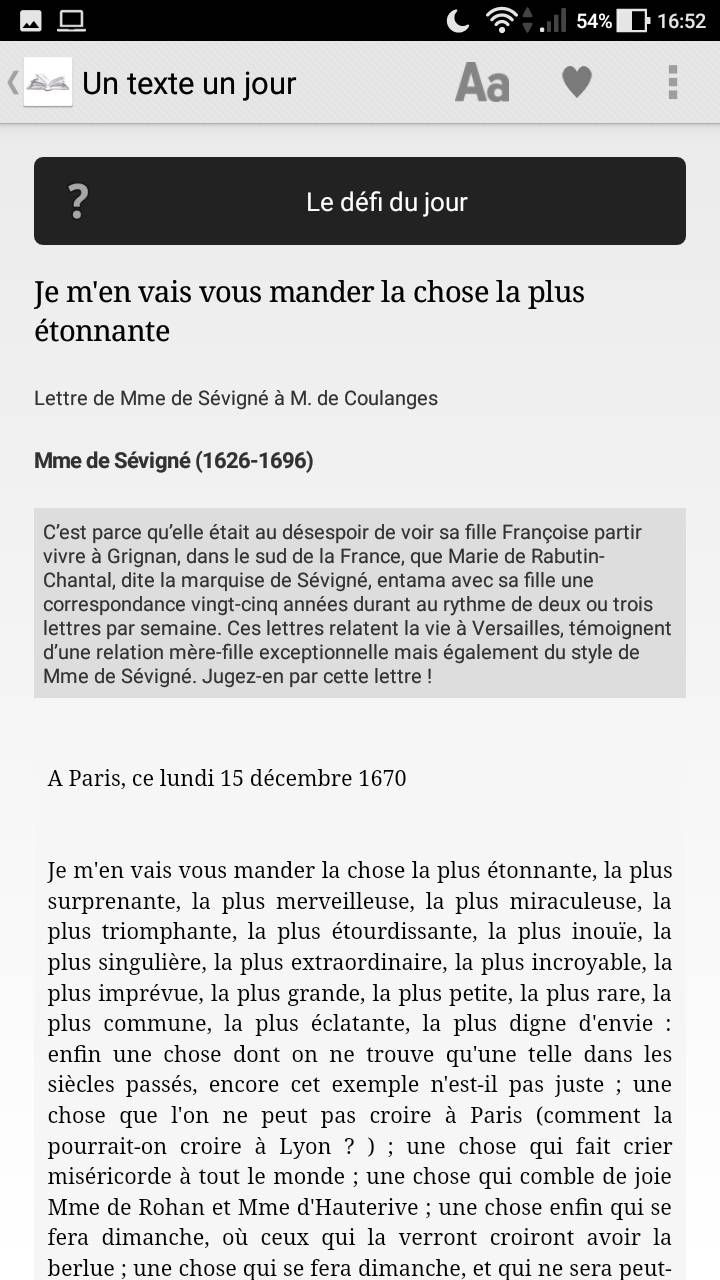 54% 16:52
Un texte un jour Aa
? Le défi du jour
Je m'en vais vous mander la chose la plus
étonnante
Lettre de Mme de Sévigné à M. de Coulanges
Mme de Sévigné (1626-1696)
C’est parce qu’elle était au désespoir de voir sa fille Françoise partir
vivre à Grignan, dans le sud de la France, que Marie de Rabutin-
Chantal, dite la marquise de Sévigné, entama avec sa fille une
correspondance vingt-cinq années durant au rythme de deux ou trois
lettres par semaine. Ces lettres relatent la vie à Versailles, témoignent
d’une relation mère-fille exceptionnelle mais également du style de
Mme de Sévigné. Jugez-en par cette lettre !
A Paris, ce lundi 15 décembre 1670
Je m'en vais vous mander la chose la plus étonnante, la plus
surprenante, la plus merveilleuse, la plus miraculeuse, la
plus triomphante, la plus étourdissante, la plus inouïe, la
plus singulière, la plus extraordinaire, la plus incroyable, la
plus imprévue, la plus grande, la plus petite, la plus rare, la
plus commune, la plus éclatante, la plus digne d'envie :
enfin une chose dont on ne trouve qu'une telle dans les
siècles passés, encore cet exemple n'est-il pas juste ; une
chose que l'on ne peut pas croire à Paris (comment la
pourrait-on croire à Lyon ? ) ; une chose qui fait crier
miséricorde à tout le monde ; une chose qui comble de joie
Mme de Rohan et Mme d'Hauterive ; une chose enfin qui se
fera dimanche, où ceux qui la verront croiront avoir la
berlue ; une chose qui se fera dimanche, et qui ne sera peut-